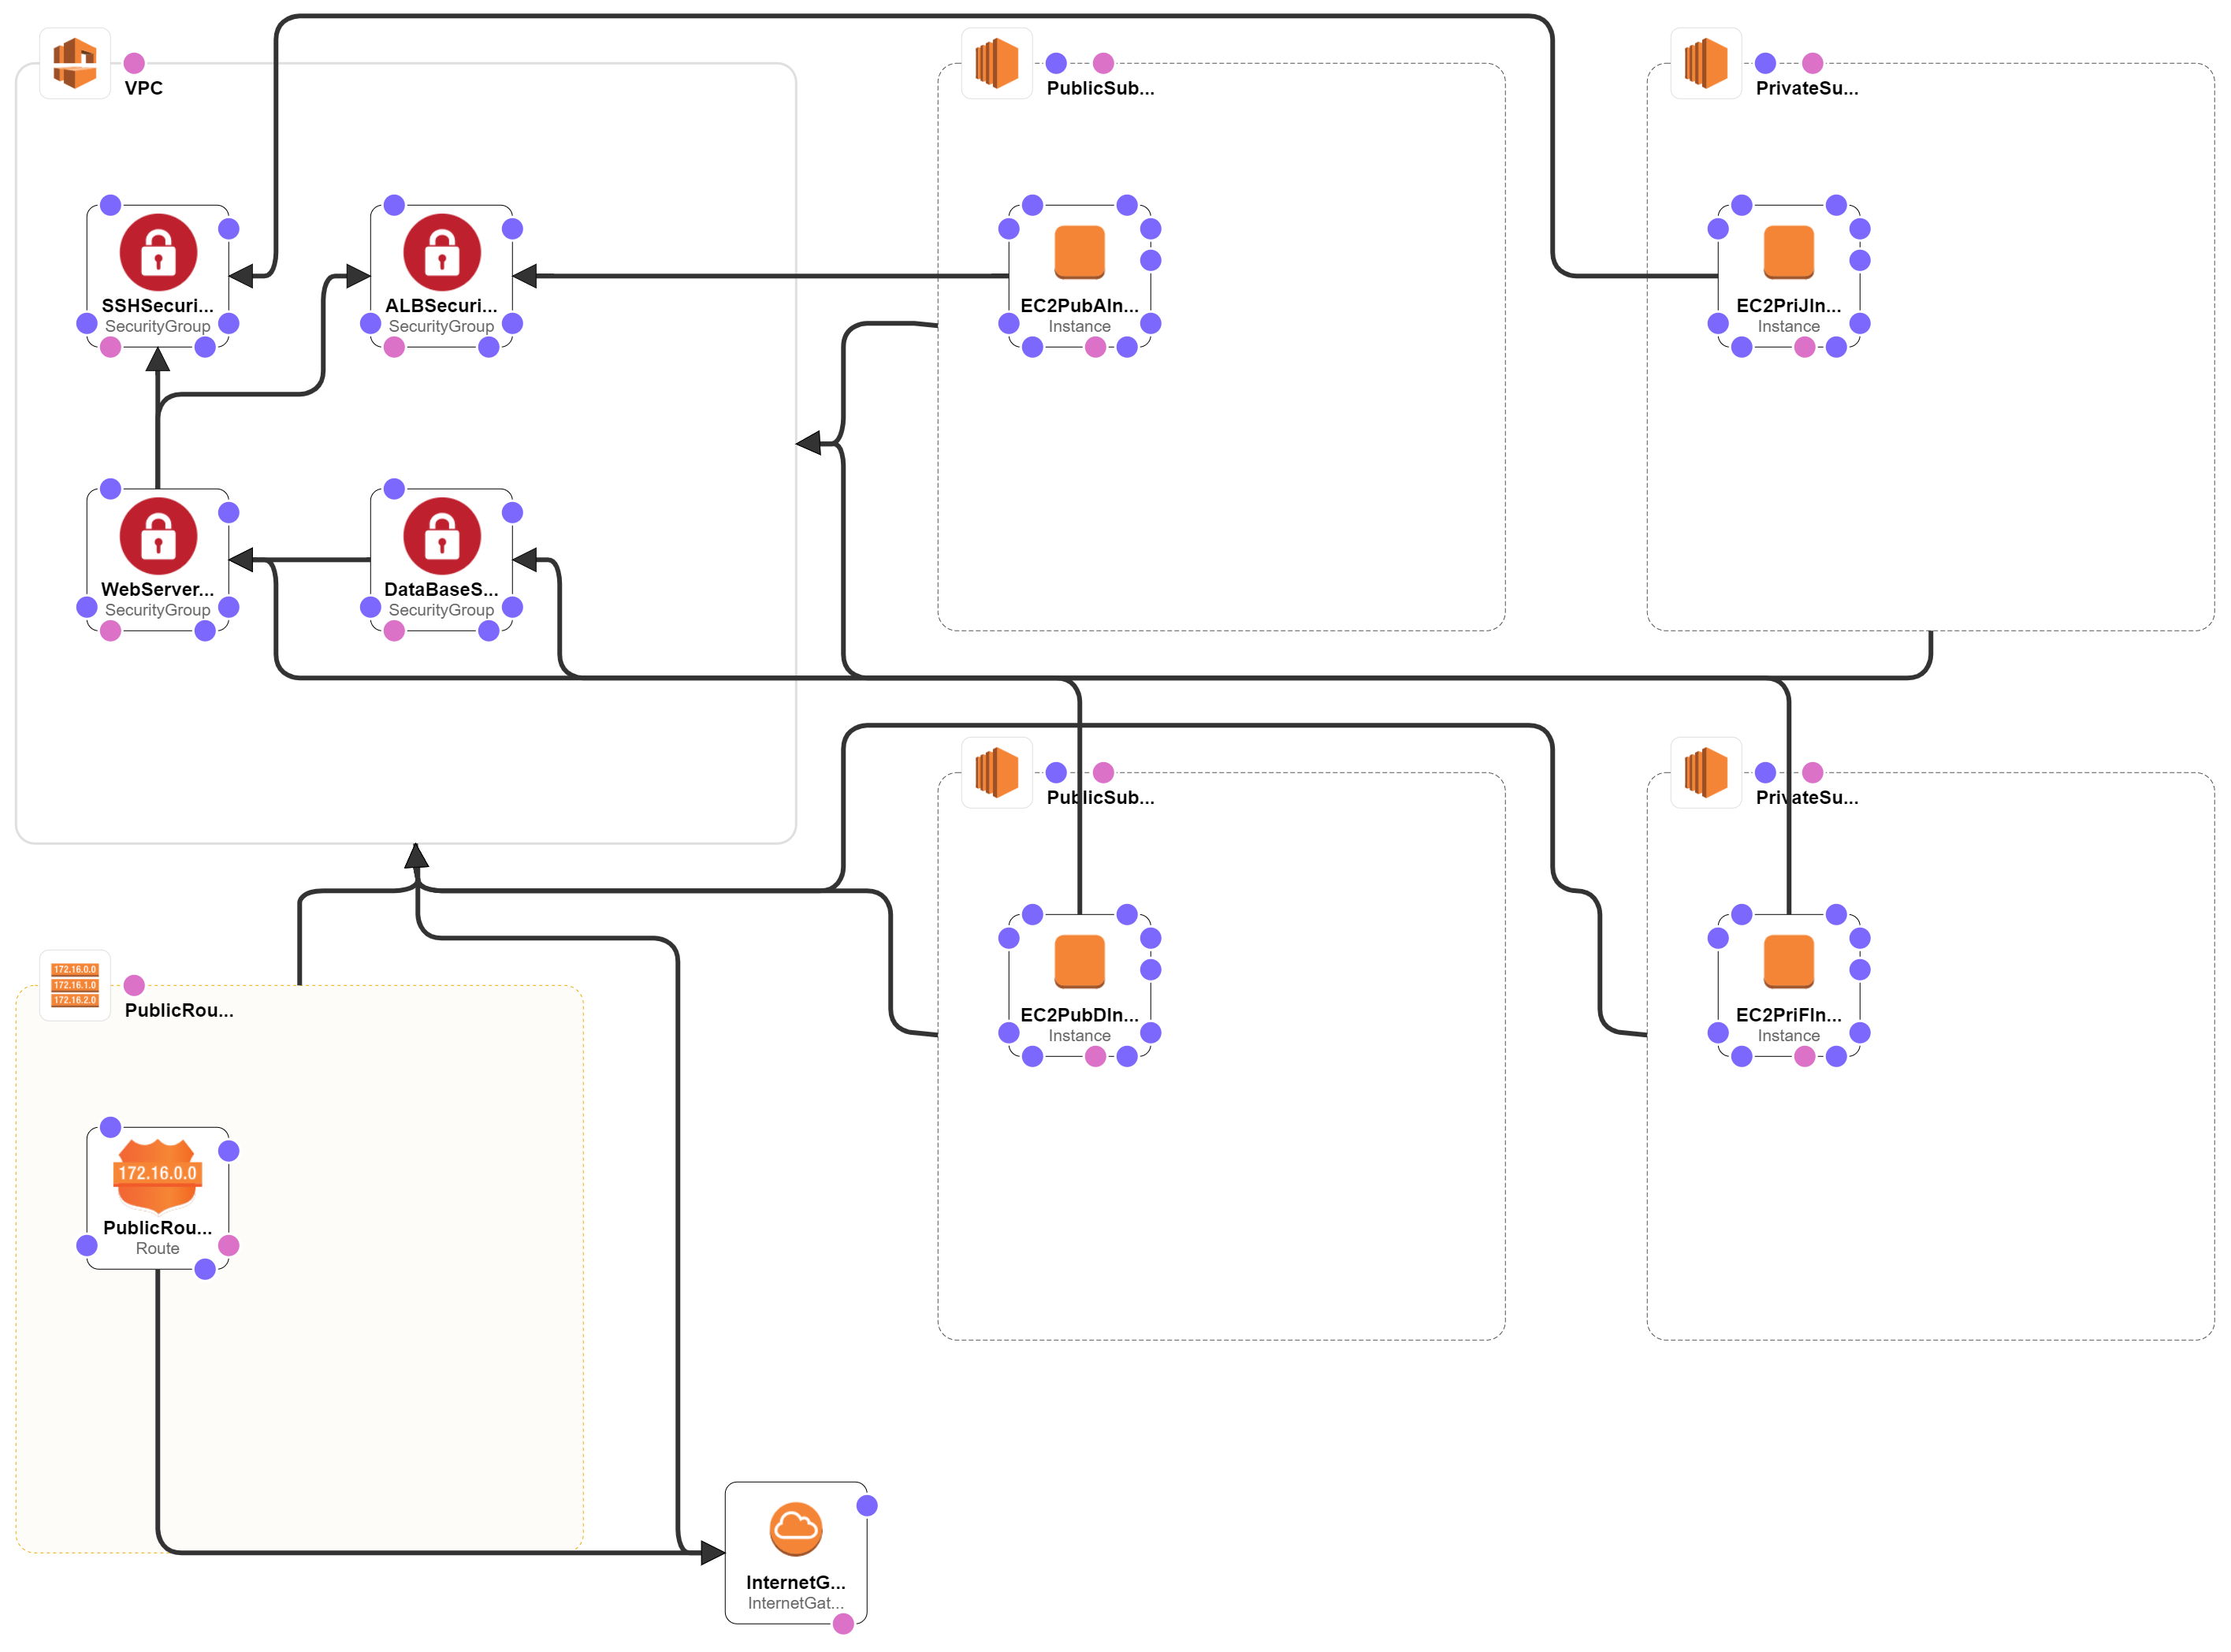 VPC
PublicSub...
PrivateSu...
SSHSecuri...
SecurityGroup
ALBSecuri...
SecurityGroup
EC2PubAIn...
Instance
EC2PriJIn...
Instance
WebServer...
SecurityGroup
DataBaseS...
SecurityGroup
PublicSub...
PrivateSu...
172.16.0.0
172.16.1.0
172.16.2.0
PublicRou...
EC2PubDIn...
Instance
EC2PriFIn...
Instance
172.16.0.0
PublicRou...
Route
InternetG...
InternetGat...